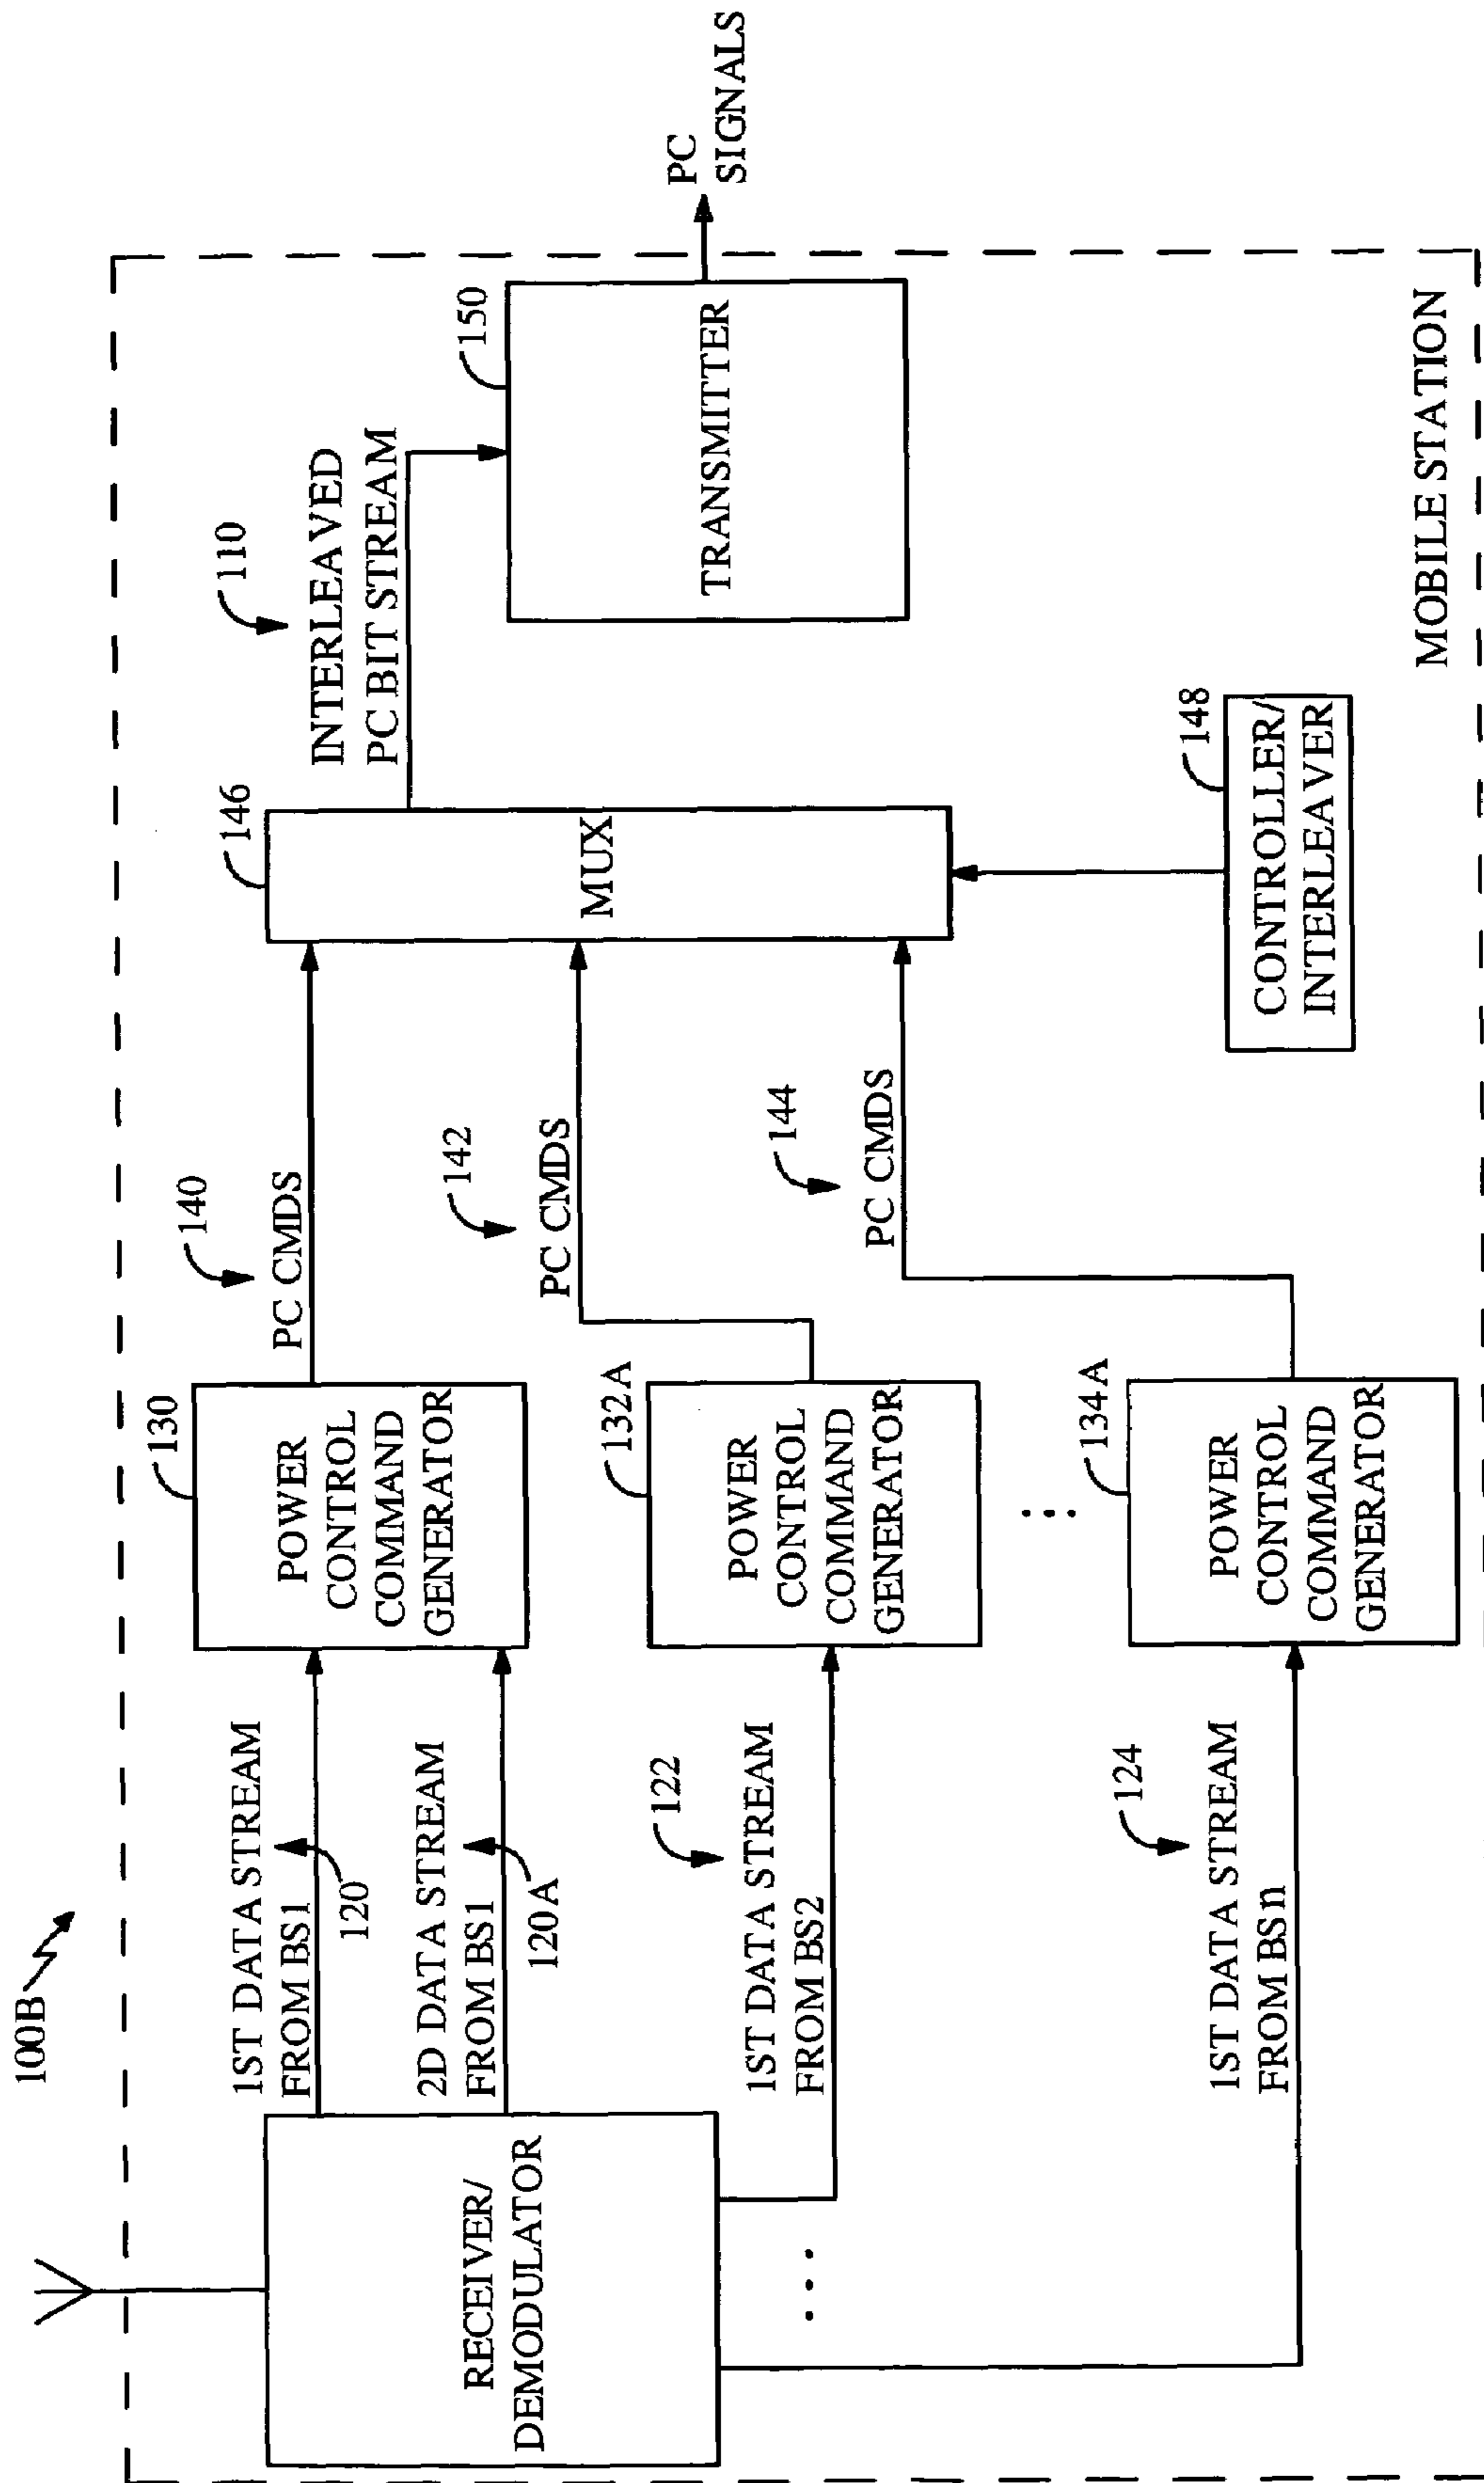 100B
RECEIVER/
DEMODULATOR
1ST DATA STREAM
FROM BS1
120
2D DATA STREAM
FROM BS1
120A
122
1ST DATA STREAM
FROM BS2
124
1ST DATA STREAM
FROM BSn
...
130
POWER
CONTROL
COMMAND
GENERATOR
132A
POWER
CONTROL
COMMAND
GENERATOR
...
134A
POWER
CONTROL
COMMAND
GENERATOR
140
PC CMDS
142
PC CMDS
144
PC CMDS
146
MUX
148
CONTROLLER/
INTERLEAVER
110
INTERLEAVED
PC BIT STREAM
150
TRANSMITTER
PC
SIGNALS
MOBILE STATION